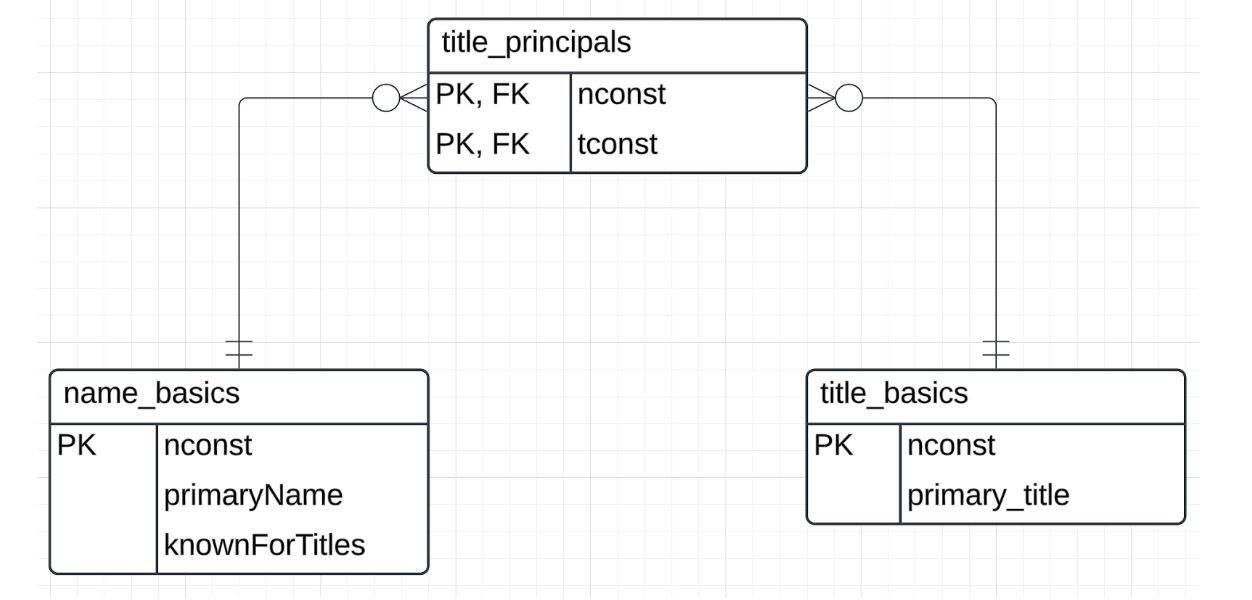 title_principals
PK, FK nconst
PK, FK tconst
name_basics
PK nconst
primaryName
knownForTitles
title_basics
PK nconst
primary_title